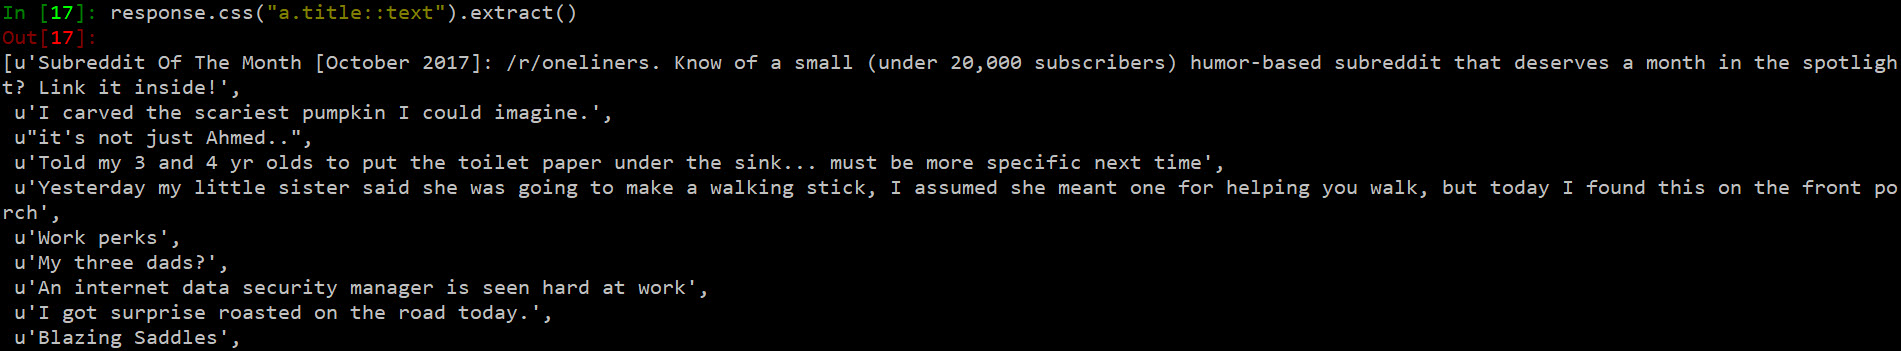 In [17]: response.css("a.title::text").extract()
Out[17]:
[u'Subreddit Of The Month [October 2017]: /r/oneliners. Know of a small (under 20,000 subscribers) humor-based subreddit that deserves a month in the spotligh
t? Link it inside!',
 u'I carved the scariest pumpkin I could imagine.',
 u"it's not just Ahmed..",
 u'Told my 3 and 4 yr olds to put the toilet paper under the sink... must be more specific next time',
 u'Yesterday my little sister said she was going to make a walking stick, I assumed she meant one for helping you walk, but today I found this on the front po
rch',
 u'Work perks',
 u'My three dads?',
 u'An internet data security manager is seen hard at work',
 u'I got surprise roasted on the road today.',
 u'Blazing Saddles',